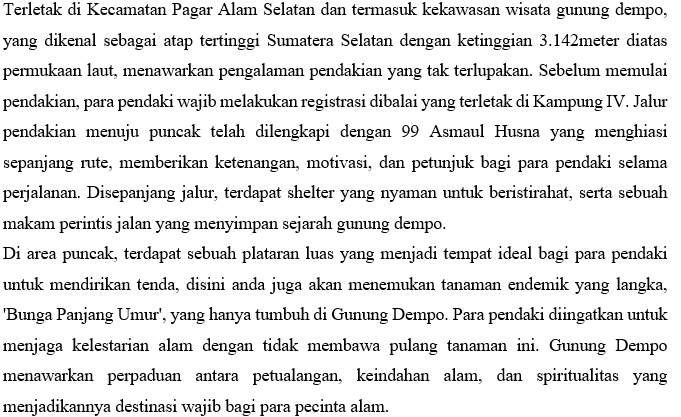 Terletak di Kecamatan Pagar Alam Selatan dan termasuk kekawasan wisata gunung dempo,
yang dikenal sebagai atap tertinggi Sumatera Selatan dengan ketinggian 3.142meter diatas
permukaan laut, menawarkan pengalaman pendakian yang tak terlupakan. Sebelum memulai
pendakian, para pendaki wajib melakukan registrasi dibalai yang terletak di Kampung IV. Jalur
pendakian menuju puncak telah dilengkapi dengan 99 Asmaul Husna yang menghiasi
sepanjang rute, memberikan ketenangan, motivasi, dan petunjuk bagi para pendaki selama
perjalanan. Disepanjang jalur, terdapat shelter yang nyaman untuk beristirahat, serta sebuah
makam perintis jalan yang menyimpan sejarah gunung dempo.
Di area puncak, terdapat sebuah plataran luas yang menjadi tempat ideal bagi para pendaki
untuk mendirikan tenda, disini anda juga akan menemukan tanaman endemik yang langka,
'Bunga Panjang Umur', yang hanya tumbuh di Gunung Dempo. Para pendaki diingatkan untuk
menjaga kelestarian alam dengan tidak membawa pulang tanaman ini. Gunung Dempo
menawarkan perpaduan antara petualangan, keindahan alam, dan spiritualitas yang
menjadikannya destinasi wajib bagi para pecinta alam.